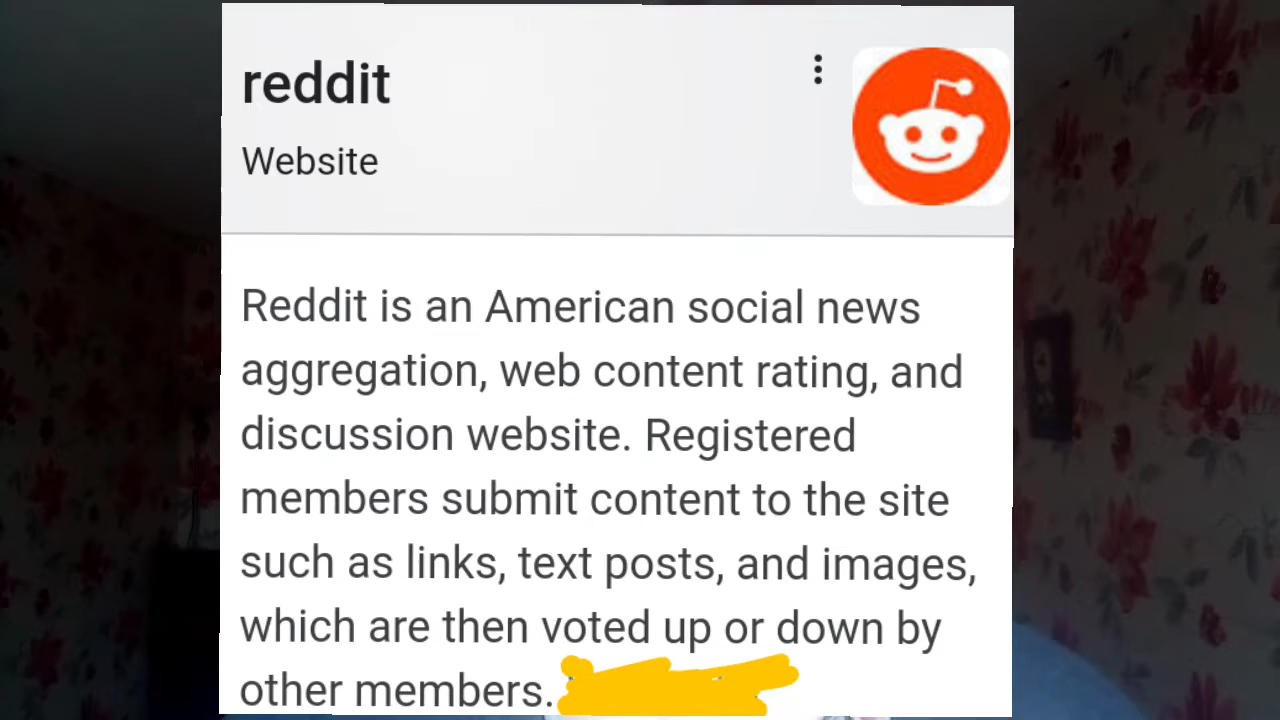 reddit
Website
Reddit is an American social news
aggregation, web content rating, and
discussion website. Registered
members submit content to the site
such as links, text posts, and images,
which are then voted up or down by
other members.